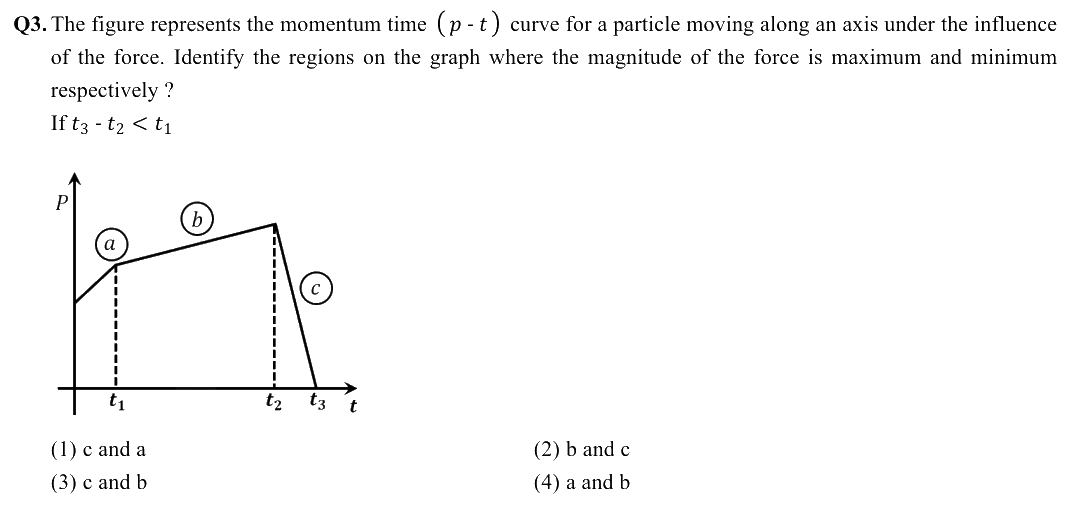 Q3. The figure represents the momentum time (p - t) curve for a particle moving along an axis under the influence
of the force. Identify the regions on the graph where the magnitude of the force is maximum and minimum
respectively ?
If t₃ - t₂ < t₁
P
b
a
c
t₁ t₂ t₃ t
(1) c and a (2) b and c
(3) c and b (4) a and b